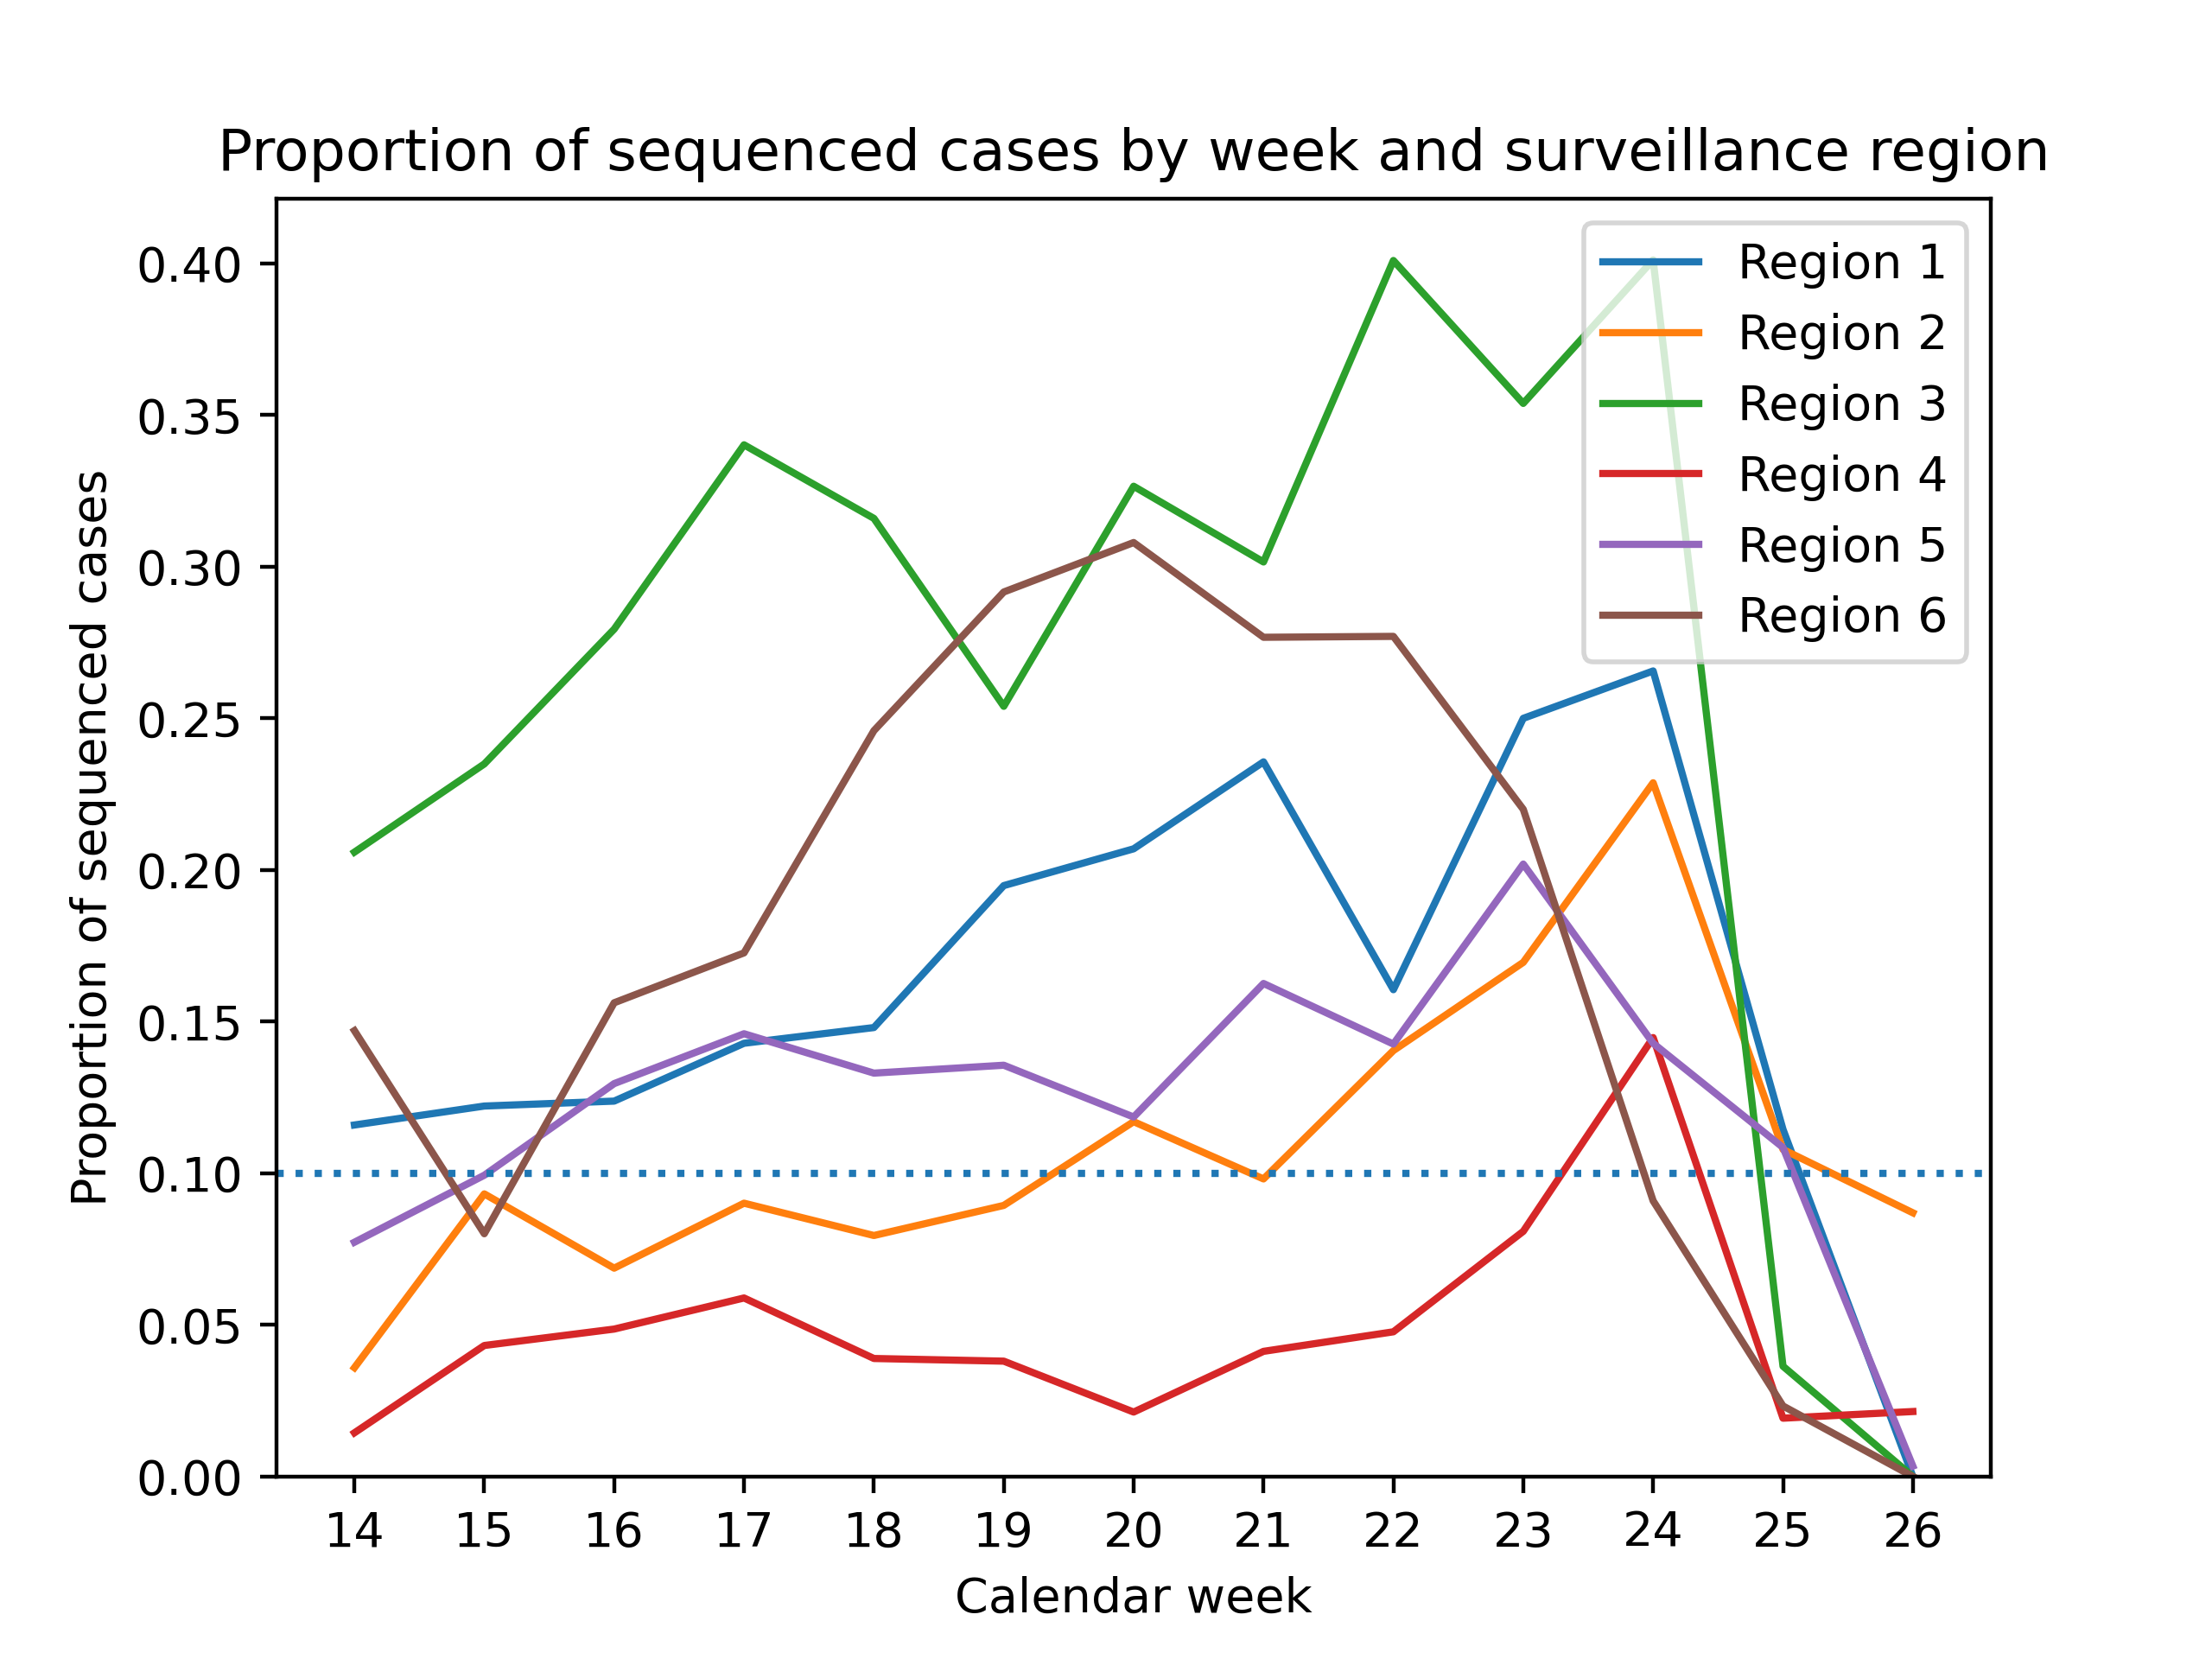 Proportion of sequenced cases by week and surveillance region
Proportion of sequenced cases
0.40
0.35
0.30
0.25
0.20
0.15
0.10
0.05
0.00
Region 1
Region 2
Region 3
Region 4
Region 5
Region 6
14 15 16 17 18 19 20 21 22 23 24 25 26
Calendar week